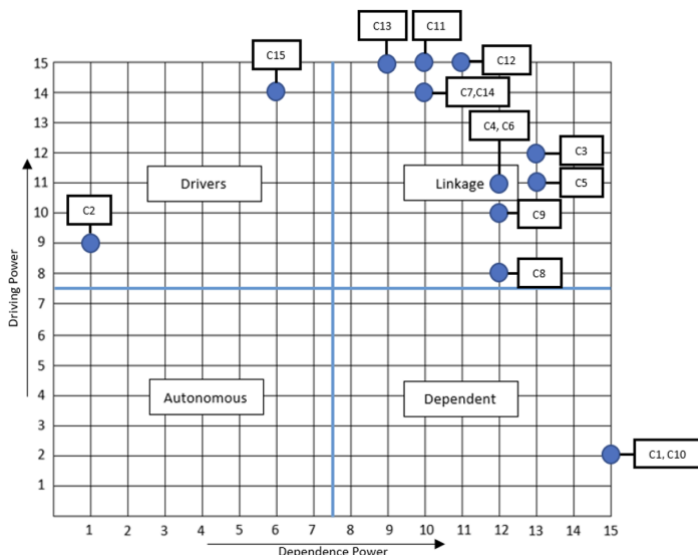 C13
C11
C15
C12
C7,C14
C4, C6
C3
Drivers
Linkage
C5
C2
C9
C8
Autonomous
Dependent
C1, C10
15
14
13
12
11
10
9
8
7
6
5
4
3
2
1
Driving Power
1 2 3 4 5 6 7 8 9 10 11 12 13 14 15
Dependence Power